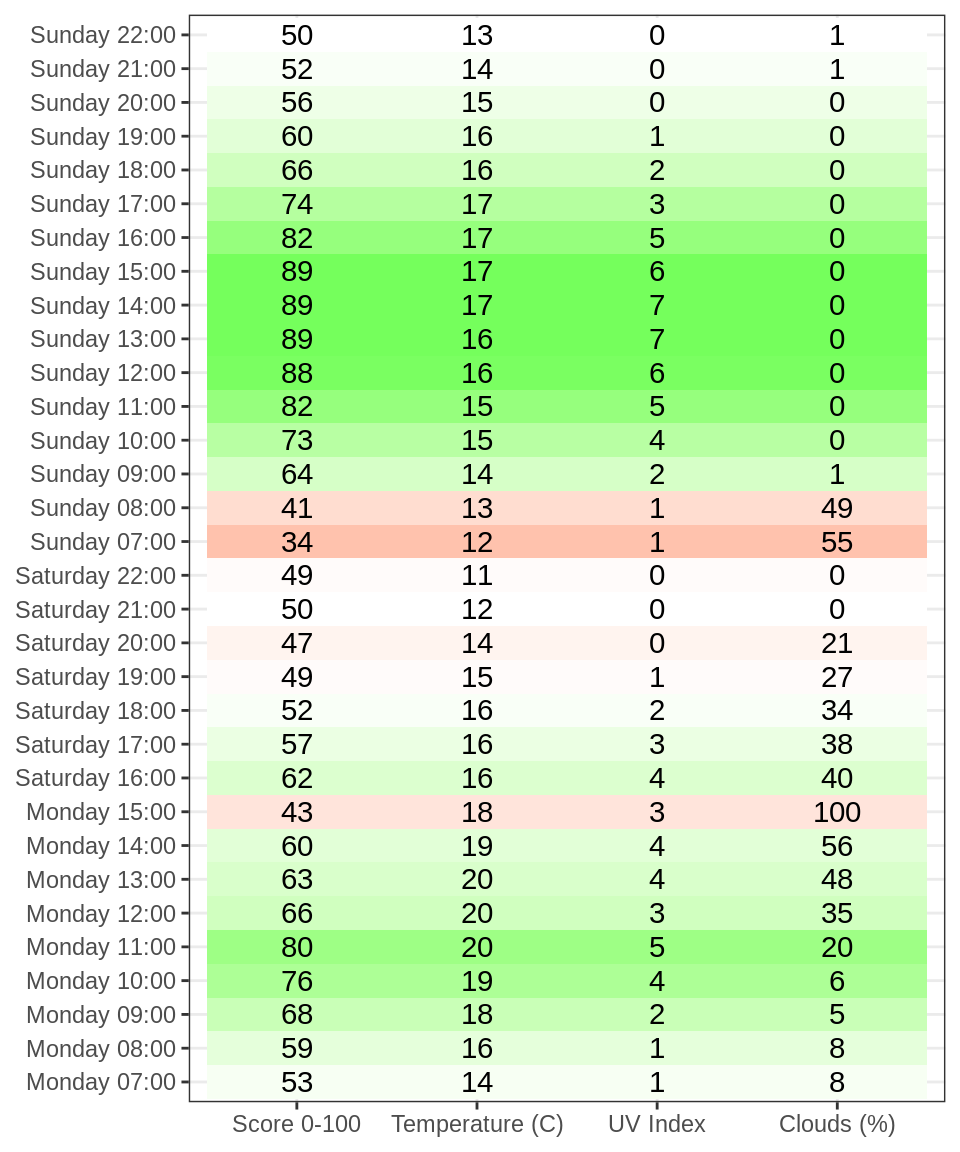 Sunday 22:00 50 13 0 1
Sunday 21:00 52 14 0 1
Sunday 20:00 56 15 0 0
Sunday 19:00 60 16 1 0
Sunday 18:00 66 16 2 0
Sunday 17:00 74 17 3 0
Sunday 16:00 82 17 5 0
Sunday 15:00 89 17 6 0
Sunday 14:00 89 17 7 0
Sunday 13:00 89 16 7 0
Sunday 12:00 88 16 6 0
Sunday 11:00 82 15 5 0
Sunday 10:00 73 15 4 0
Sunday 09:00 64 14 2 1
Sunday 08:00 41 13 1 49
Sunday 07:00 34 12 1 55
Saturday 22:00 49 11 0 0
Saturday 21:00 50 12 0 0
Saturday 20:00 47 14 0 21
Saturday 19:00 49 15 1 27
Saturday 18:00 52 16 2 34
Saturday 17:00 57 16 3 38
Saturday 16:00 62 16 4 40
Monday 15:00 43 18 3 100
Monday 14:00 60 19 4 56
Monday 13:00 63 20 4 48
Monday 12:00 66 20 3 35
Monday 11:00 80 20 5 20
Monday 10:00 76 19 4 6
Monday 09:00 68 18 2 5
Monday 08:00 59 16 1 8
Monday 07:00 53 14 1 8
Score 0-100 Temperature (C) UV Index Clouds (%)